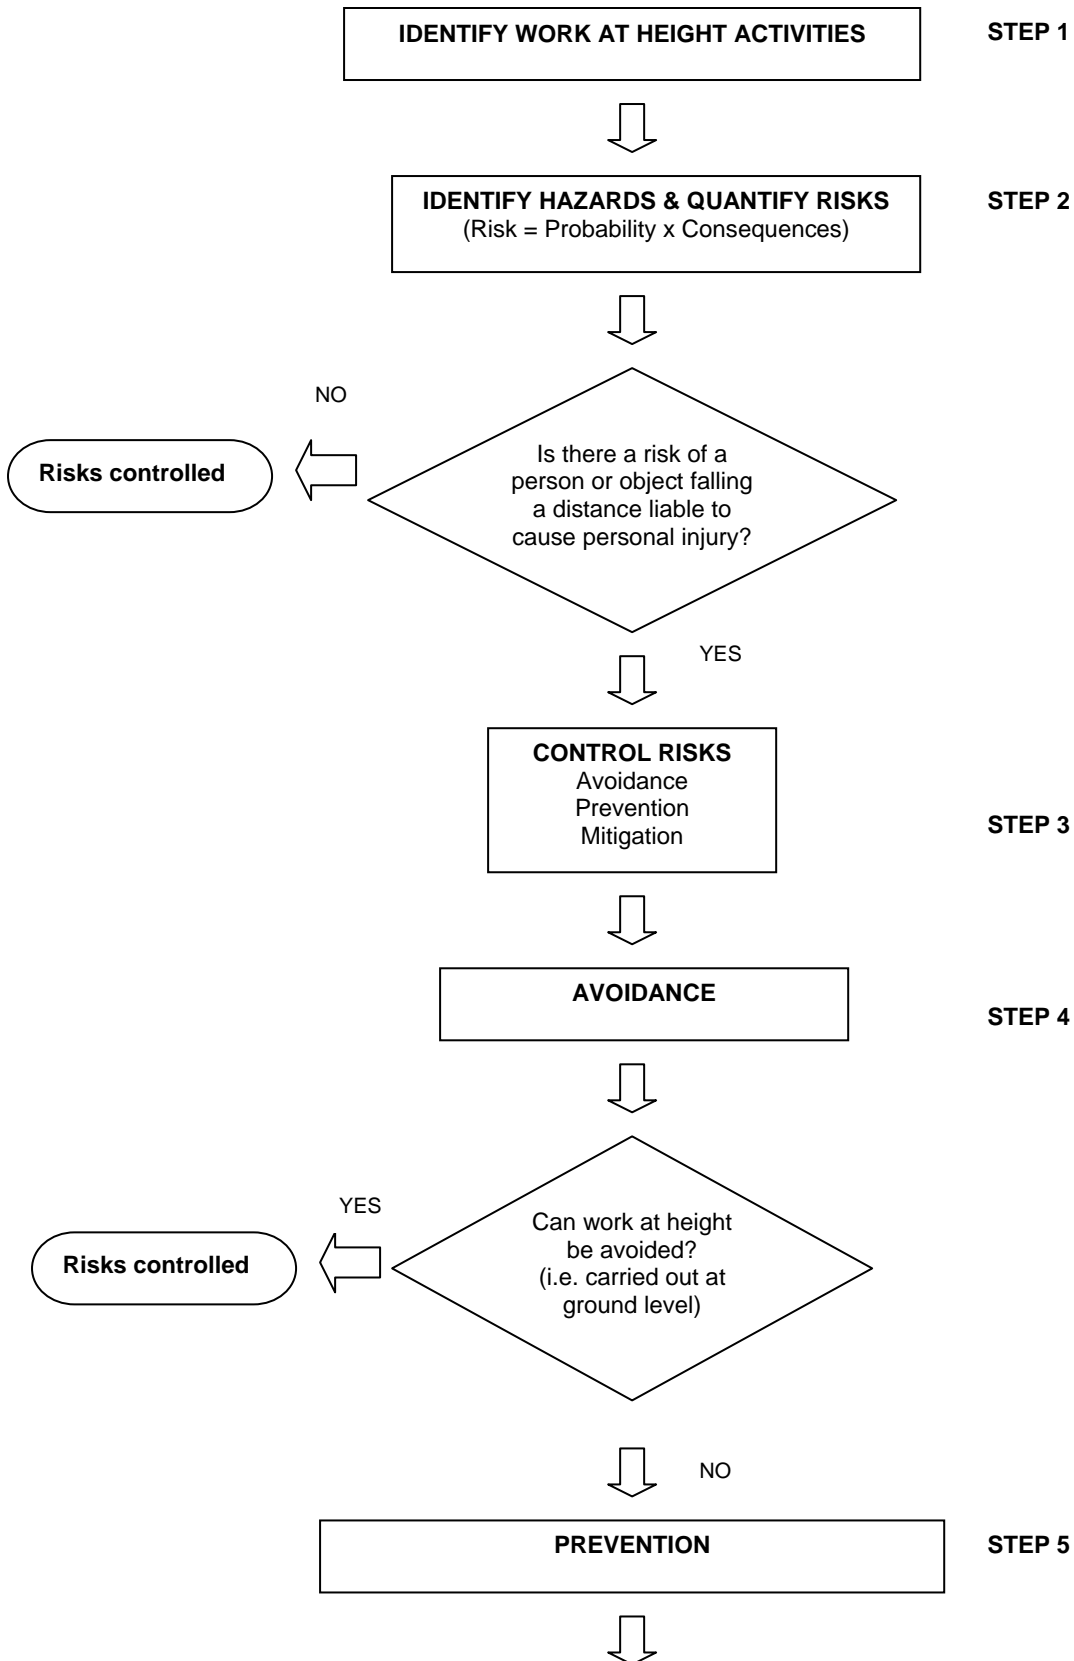 IDENTIFY WORK AT HEIGHT ACTIVITIES
STEP 1
IDENTIFY HAZARDS & QUANTIFY RISKS
(Risk = Probability x Consequences)
STEP 2
NO
Risks controlled
Is there a risk of a
person or object falling
a distance liable to
cause personal injury?
YES
CONTROL RISKS
Avoidance
Prevention
Mitigation
STEP 3
AVOIDANCE
STEP 4
YES
Risks controlled
Can work at height
be avoided?
(i.e. carried out at
ground level)
NO
PREVENTION
STEP 5